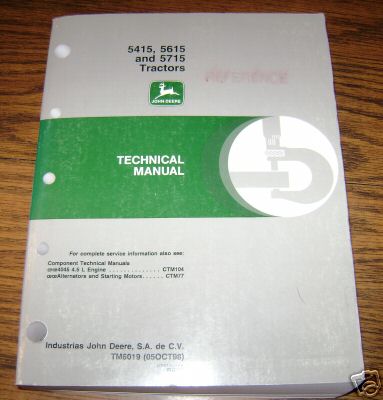 5415, 5615
and 5715
Tractors
REFERENCE
JOHN DEERE
TECHNICAL
MANUAL
For complete service information also see:
Component Technical Manuals
4045 4.5 L Engine . . . . . . . . . . . . . . CTM104
Alternators and Starting Motors . . . . . . CTM77
Industrias John Deere, S.A. de C.V.
TM6019 (05OCT98)